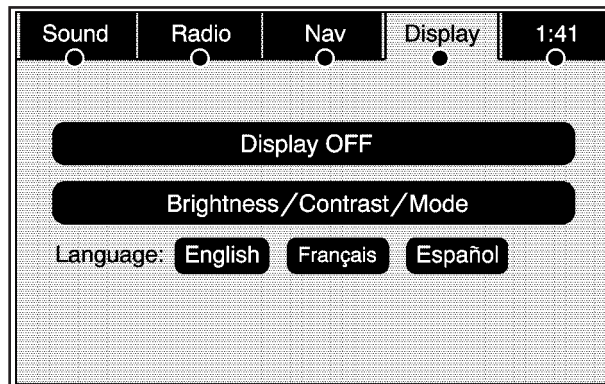 Sound Radio Nav Display 1:41
Display OFF
Brightness/Contrast/Mode
Language: English Français Español